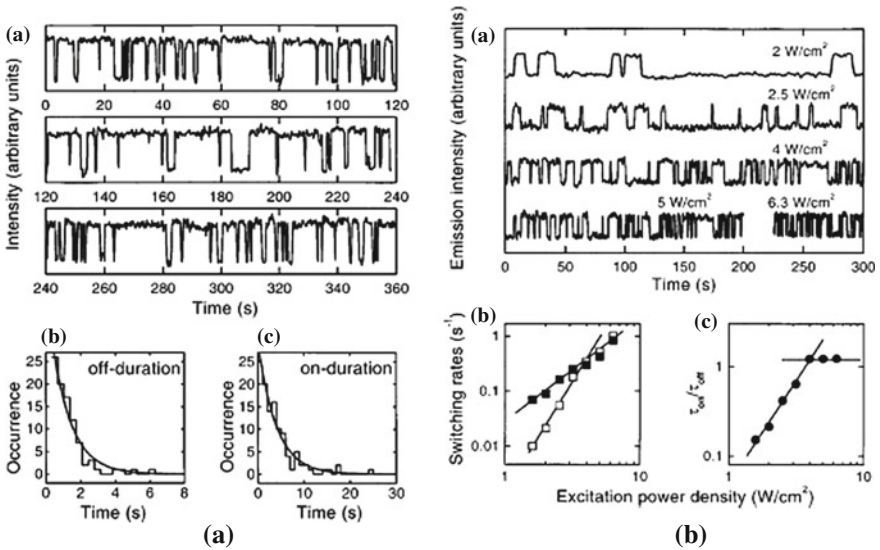 (a)
Intensity (arbitrary units)
0 20 40 60 80 100 120
120 140 160 180 200 220 240
240 260 280 300 320 340 360
Time (s)
(b)
off-duration
Occurrence
25
20
15
10
5
0
0 2 4 6 8
Time (s)
(c)
on-duration
Occurrence
25
20
15
10
5
0
0 10 20 30
Time (s)
(a)
(a)
Emission intensity (arbitrary units)
2 W/cm²
2.5 W/cm²
4 W/cm²
5 W/cm² 6.3 W/cm²
0 50 100 150 200 250 300
Time (s)
(b)
Switching rates (s⁻¹)
1
0.1
0.01
1 10
(c)
τon/τoff
1
0.1
1 10
Excitation power density (W/cm²)
(b)